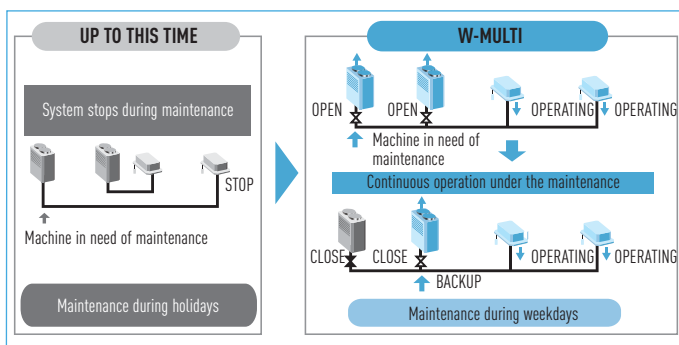 UP TO THIS TIME
System stops during maintenance
STOP
Machine in need of maintenance
Maintenance during holidays
W-MULTI
OPEN
OPEN
OPERATING
OPERATING
Machine in need of
maintenance
Continuous operation under the maintenance
CLOSE
CLOSE
OPERATING
OPERATING
BACKUP
Maintenance during weekdays